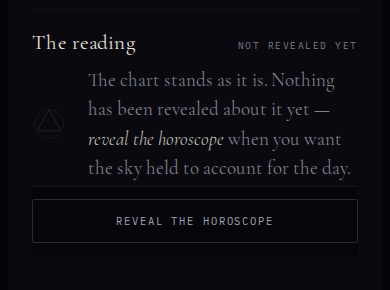 The reading
NOT REVEALED YET
The chart stands as it is. Nothing
has been revealed about it yet —
reveal the horoscope when you want
the sky held to account for the day.
REVEAL THE HOROSCOPE